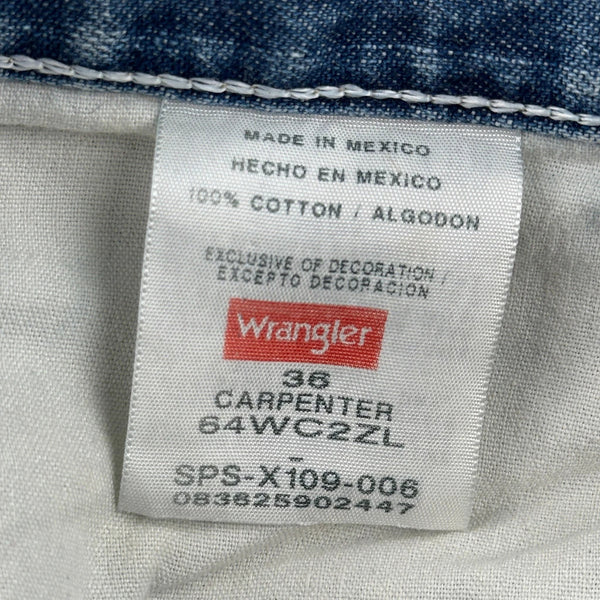 MADE IN MEXICO
HECHO EN MEXICO
100% COTTON / ALGODON
EXCLUSIVE OF DECORATION /
EXCEPTO DECORACION
Wrangler
36
CARPENTER
64WC2ZL
-
SPS-X109-006
083625902447